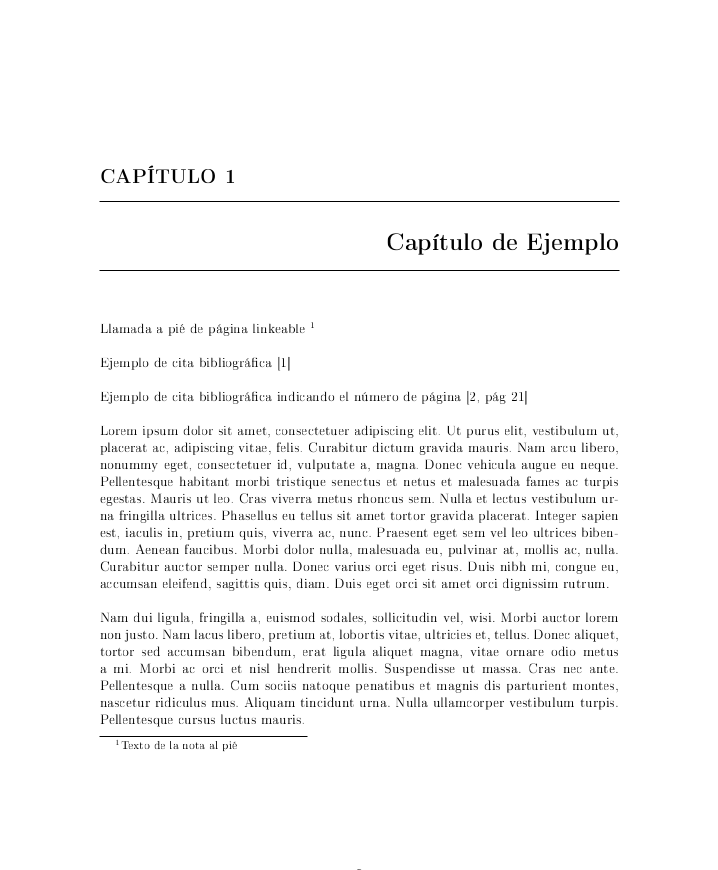 CAPÍTULO 1
Capítulo de Ejemplo
Llamada a pié de página linkeable 1
Ejemplo de cita bibliográfica [1]
Ejemplo de cita bibliográfica indicando el número de página [2, pág 21]
Lorem ipsum dolor sit amet, consectetuer adipiscing elit. Ut purus elit, vestibulum ut,
placerat ac, adipiscing vitae, felis. Curabitur dictum gravida mauris. Nam arcu libero,
nonummy eget, consectetuer id, vulputate a, magna. Donec vehicula augue eu neque.
Pellentesque habitant morbi tristique senectus et netus et malesuada fames ac turpis
egestas. Mauris ut leo. Cras viverra metus rhoncus sem. Nulla et lectus vestibulum ur-
na fringilla ultrices. Phasellus eu tellus sit amet tortor gravida placerat. Integer sapien
est, iaculis in, pretium quis, viverra ac, nunc. Praesent eget sem vel leo ultrices biben-
dum. Aenean faucibus. Morbi dolor nulla, malesuada eu, pulvinar at, mollis ac, nulla.
Curabitur auctor semper nulla. Donec varius orci eget risus. Duis nibh mi, congue eu,
accumsan eleifend, sagittis quis, diam. Duis eget orci sit amet orci dignissim rutrum.
Nam dui ligula, fringilla a, euismod sodales, sollicitudin vel, wisi. Morbi auctor lorem
non justo. Nam lacus libero, pretium at, lobortis vitae, ultricies et, tellus. Donec aliquet,
tortor sed accumsan bibendum, erat ligula aliquet magna, vitae ornare odio metus
a mi. Morbi ac orci et nisl hendrerit mollis. Suspendisse ut massa. Cras nec ante.
Pellentesque a nulla. Cum sociis natoque penatibus et magnis dis parturient montes,
nascetur ridiculus mus. Aliquam tincidunt urna. Nulla ullamcorper vestibulum turpis.
Pellentesque cursus luctus mauris.
1 Texto de la nota al pié